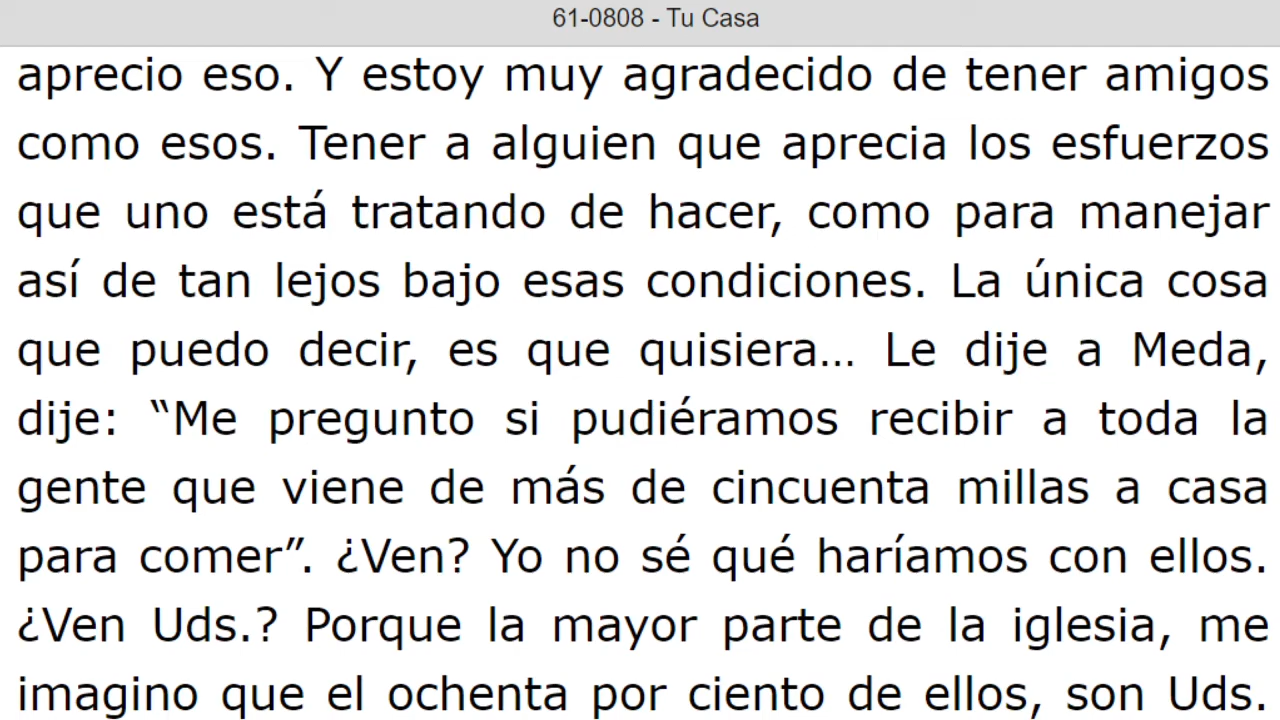 61-0808 - Tu Casa
aprecio eso. Y estoy muy agradecido de tener amigos
como esos. Tener a alguien que aprecia los esfuerzos
que uno está tratando de hacer, como para manejar
así de tan lejos bajo esas condiciones. La única cosa
que puedo decir, es que quisiera… Le dije a Meda,
dije: “Me pregunto si pudiéramos recibir a toda la
gente que viene de más de cincuenta millas a casa
para comer”. ¿Ven? Yo no sé qué haríamos con ellos.
¿Ven Uds.? Porque la mayor parte de la iglesia, me
imagino que el ochenta por ciento de ellos, son Uds.